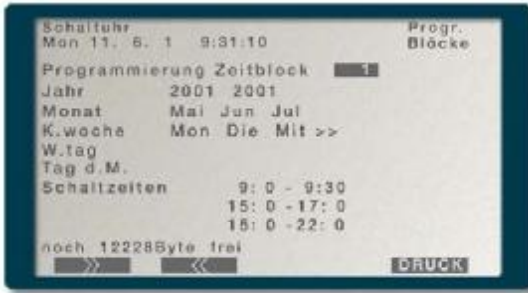 Schaltuhr Progr.
Mon 11. 6. 1 9:31:10 Blöcke
Programmierung Zeitblock 1
Jahr 2001 2001
Monat Mai Jun Jul
K.woche Mon Die Mit >>
W.tag
Tag d.M.
Schaltzeiten 9: 0 - 9:30
15: 0 -17: 0
15: 0 -22: 0
noch 12228Byte frei
>> << DRUCK